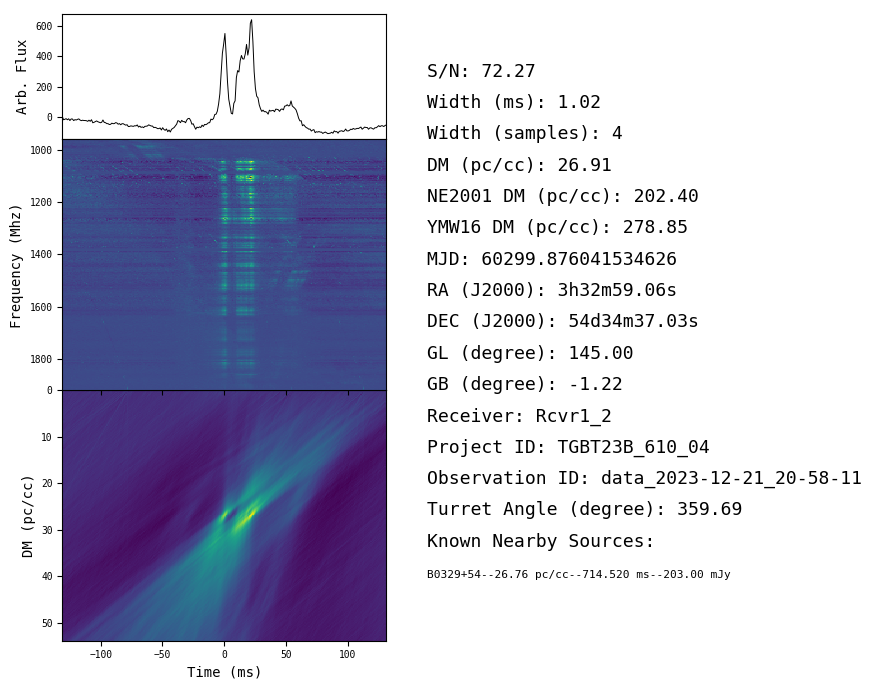 600
400
200
0
Arb. Flux
1000
1200
1400
1600
1800
Frequency (Mhz)
0
10
20
30
40
50
DM (pc/cc)
−100 −50 0 50 100
Time (ms)
S/N: 72.27
Width (ms): 1.02
Width (samples): 4
DM (pc/cc): 26.91
NE2001 DM (pc/cc): 202.40
YMW16 DM (pc/cc): 278.85
MJD: 60299.876041534626
RA (J2000): 3h32m59.06s
DEC (J2000): 54d34m37.03s
GL (degree): 145.00
GB (degree): -1.22
Receiver: Rcvr1_2
Project ID: TGBT23B_610_04
Observation ID: data_2023-12-21_20-58-11
Turret Angle (degree): 359.69
Known Nearby Sources:
B0329+54--26.76 pc/cc--714.520 ms--203.00 mJy